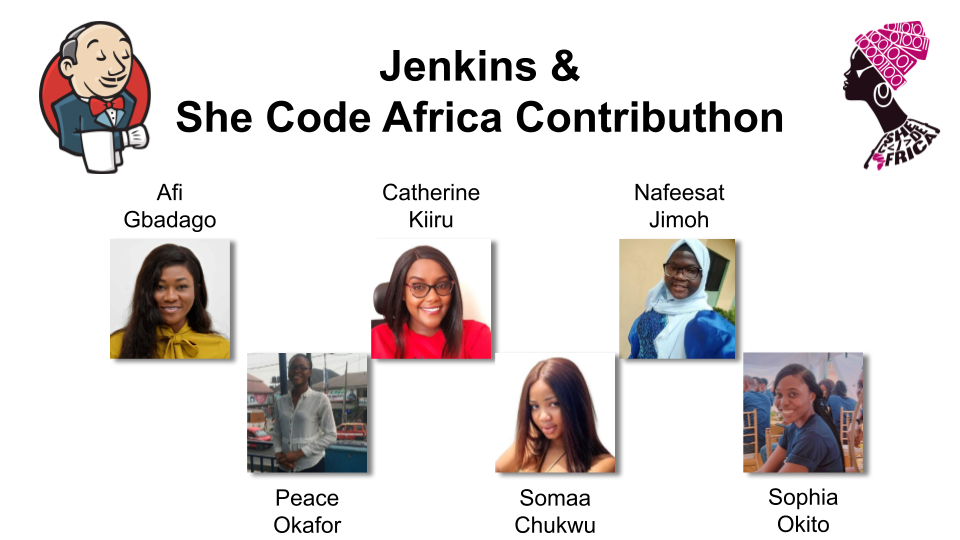 Jenkins &
She Code Africa Contributhon
SHE
C<∕>DE
AFRICA
Afi
Gbadago
Catherine
Kiiru
Nafeesat
Jimoh
Peace
Okafor
Somaa
Chukwu
Sophia
Okito